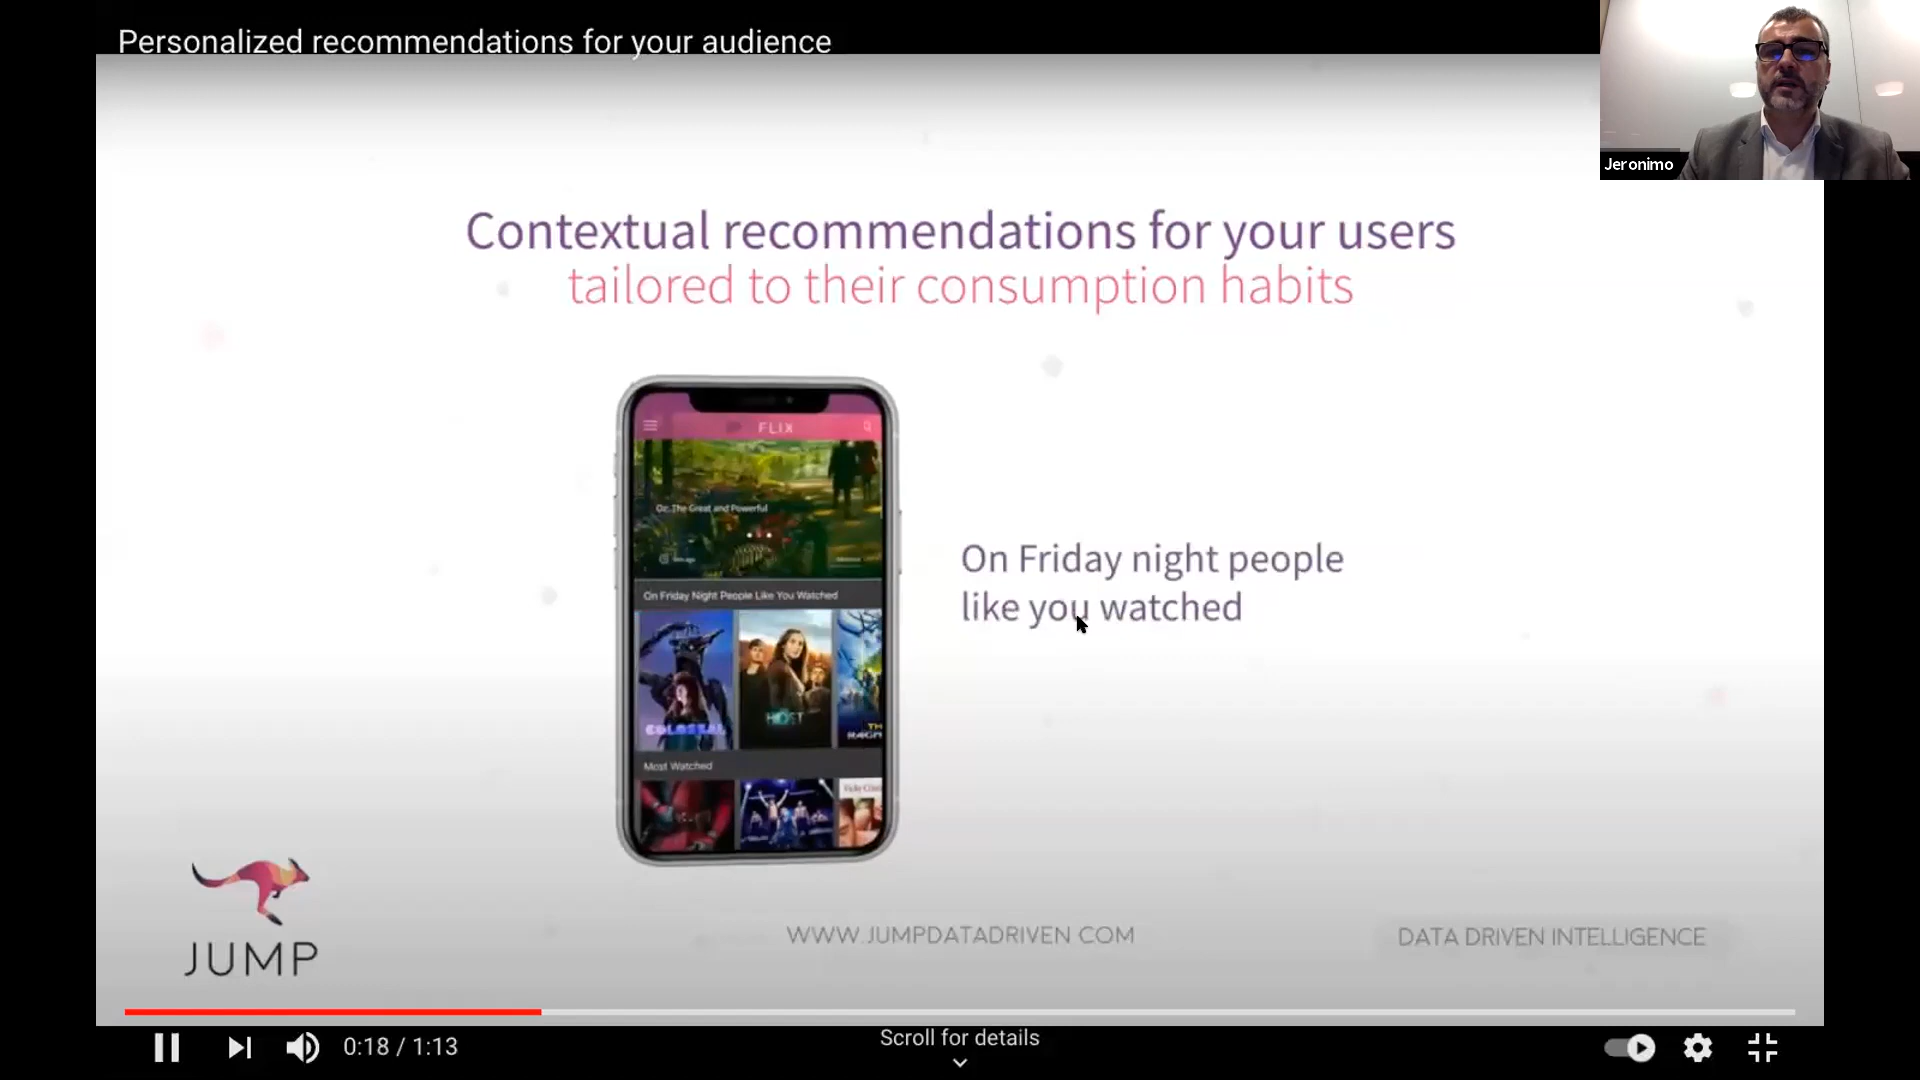 Personalized recommendations for your audience
Jeronimo
Contextual recommendations for your users
tailored to their consumption habits
FLIX
Oz: The Great and Powerful
On Friday Night People Like You Watched
COLOSSAL
HOST
TH
RAGN
Most Watched
On Friday night people
like you watched
JUMP
WWW.JUMPDATADRIVEN.COM
DATA DRIVEN INTELLIGENCE
0:18 / 1:13
Scroll for details